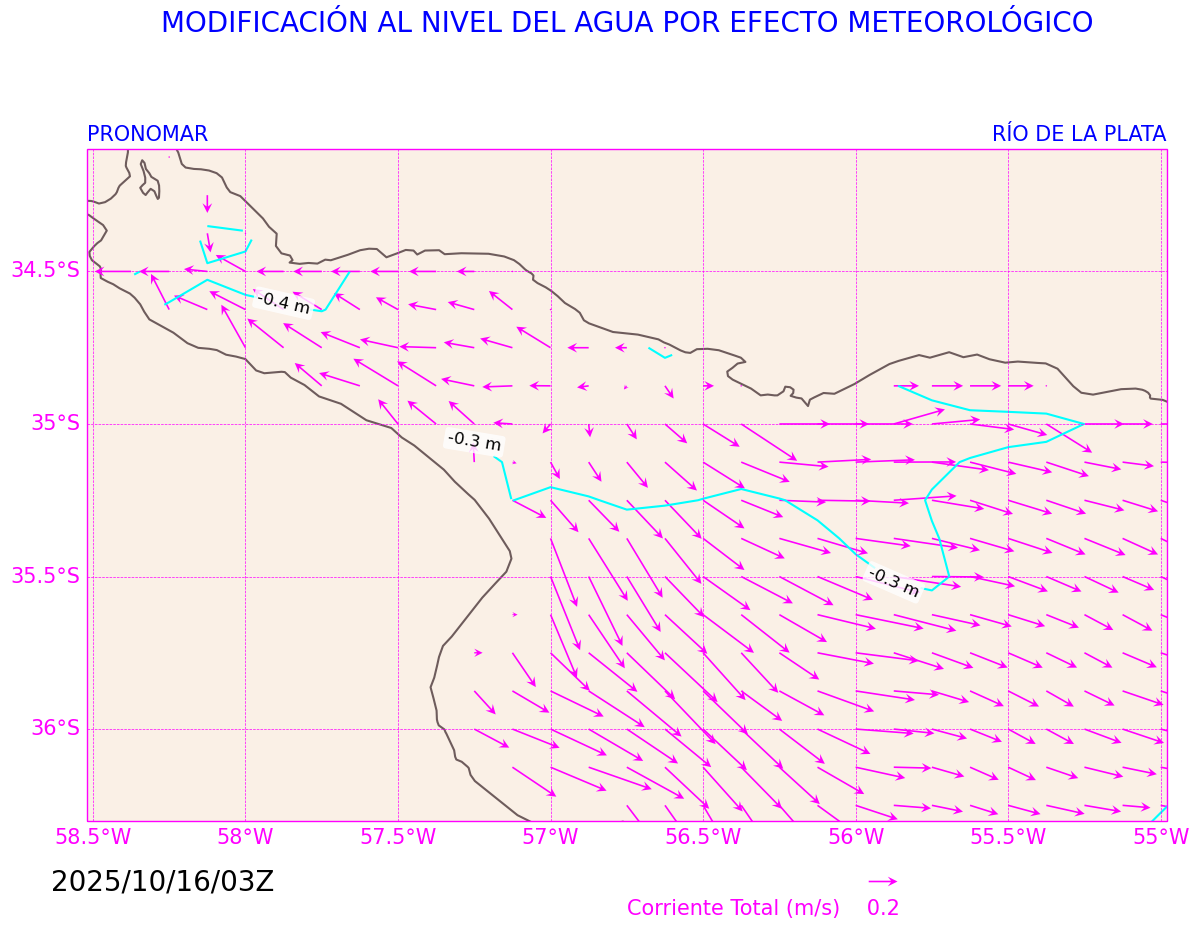 MODIFICACIÓN AL NIVEL DEL AGUA POR EFECTO METEOROLÓGICO
PRONOMAR
RÍO DE LA PLATA
34.5°S
-0.4 m
35°S
-0.3 m
35.5°S
-0.3 m
36°S
58.5°W 58°W 57.5°W 57°W 56.5°W 56°W 55.5°W 55°W
2025/10/16/03Z
Corriente Total (m/s) 0.2